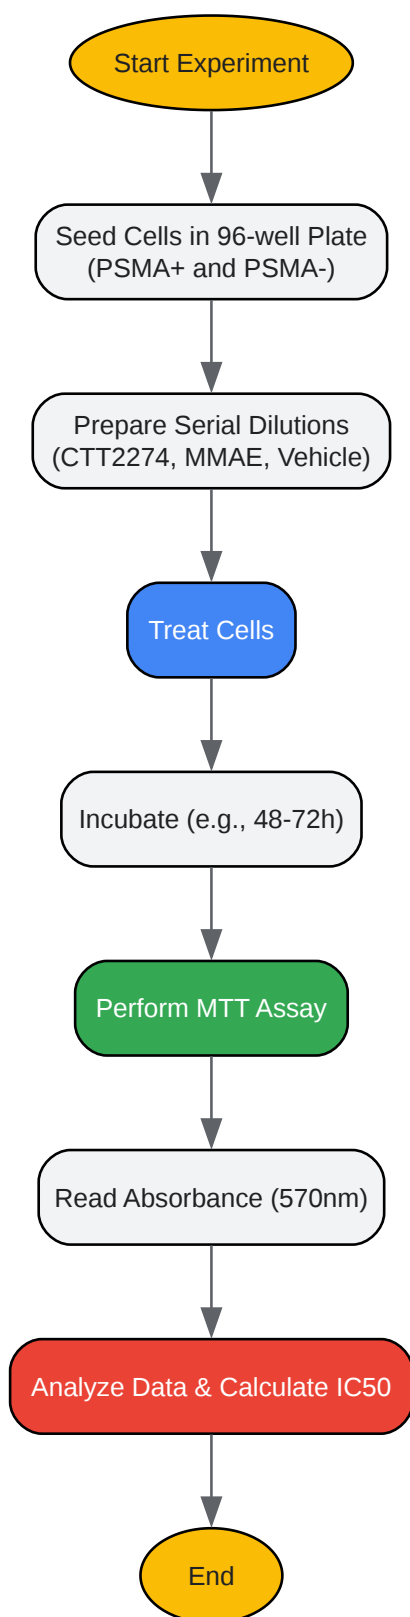 Start Experiment
Seed Cells in 96-well Plate
(PSMA+ and PSMA-)
Prepare Serial Dilutions
(CTT2274, MMAE, Vehicle)
Treat Cells
Incubate (e.g., 48-72h)
Perform MTT Assay
Read Absorbance (570nm)
Analyze Data & Calculate IC50
End